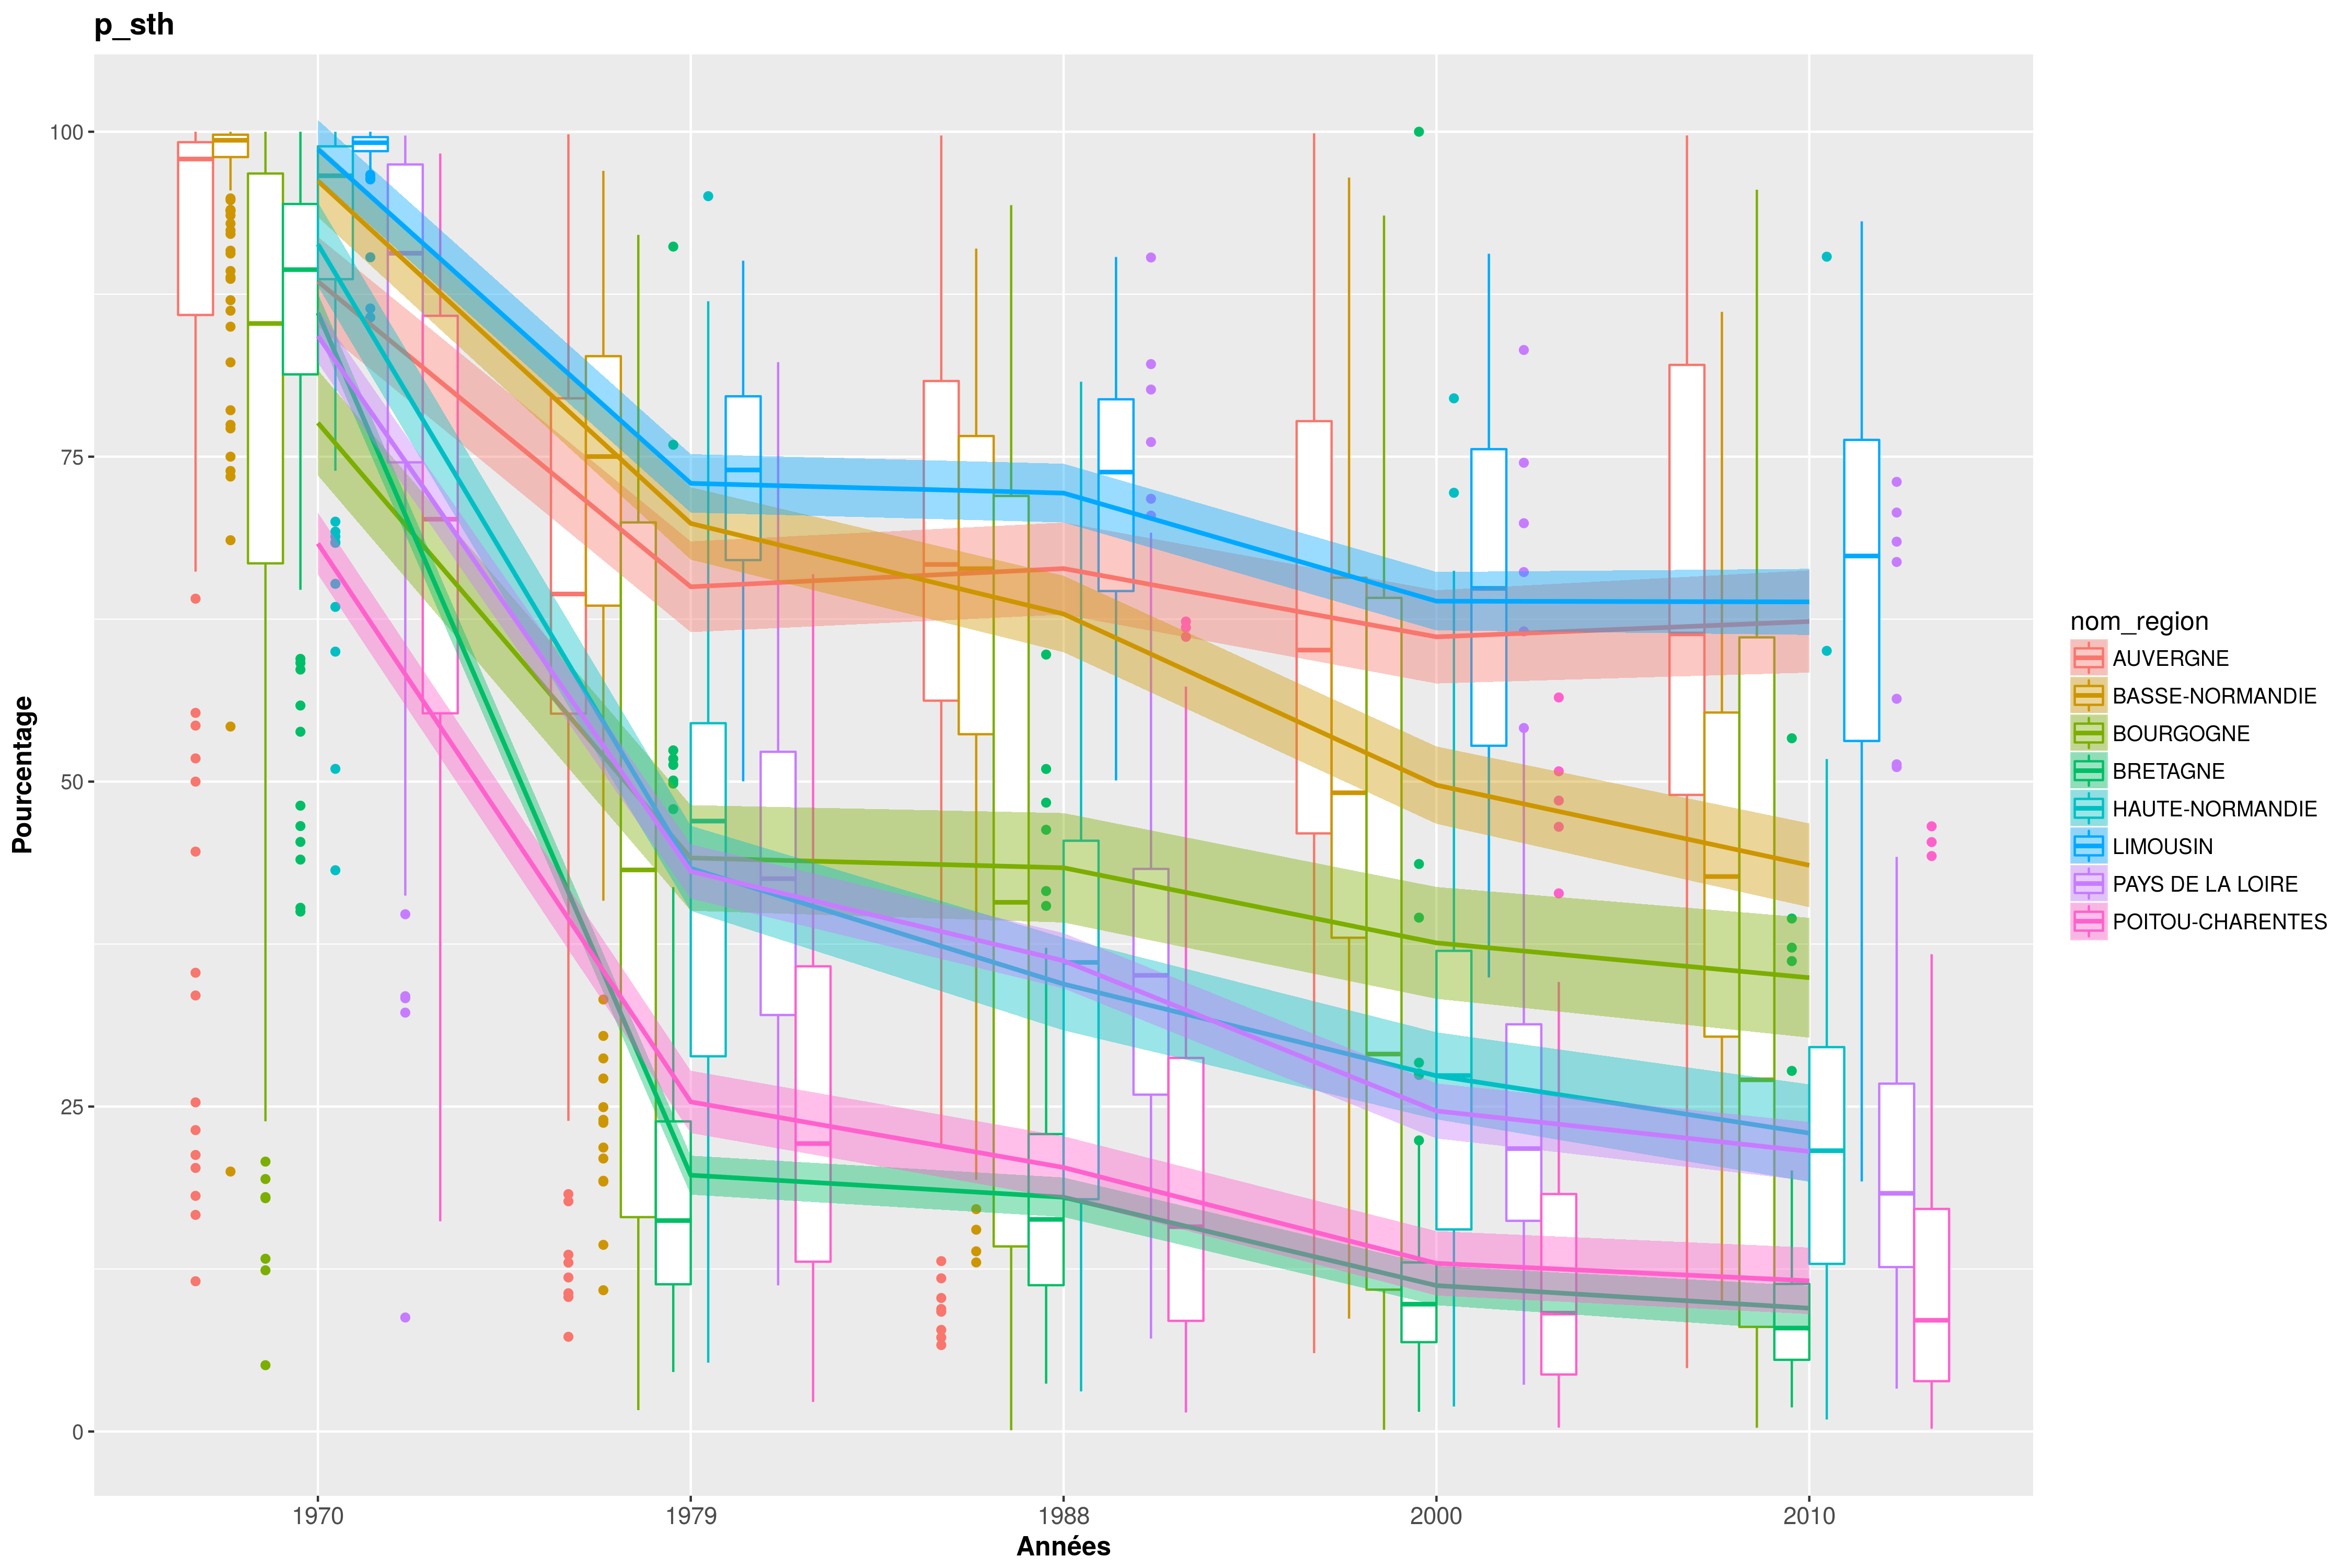 p_sth
Pourcentage
100
75
50
25
0
1970
1979
1988
2000
2010
Années
nom_region
AUVERGNE
BASSE-NORMANDIE
BOURGOGNE
BRETAGNE
HAUTE-NORMANDIE
LIMOUSIN
PAYS DE LA LOIRE
POITOU-CHARENTES